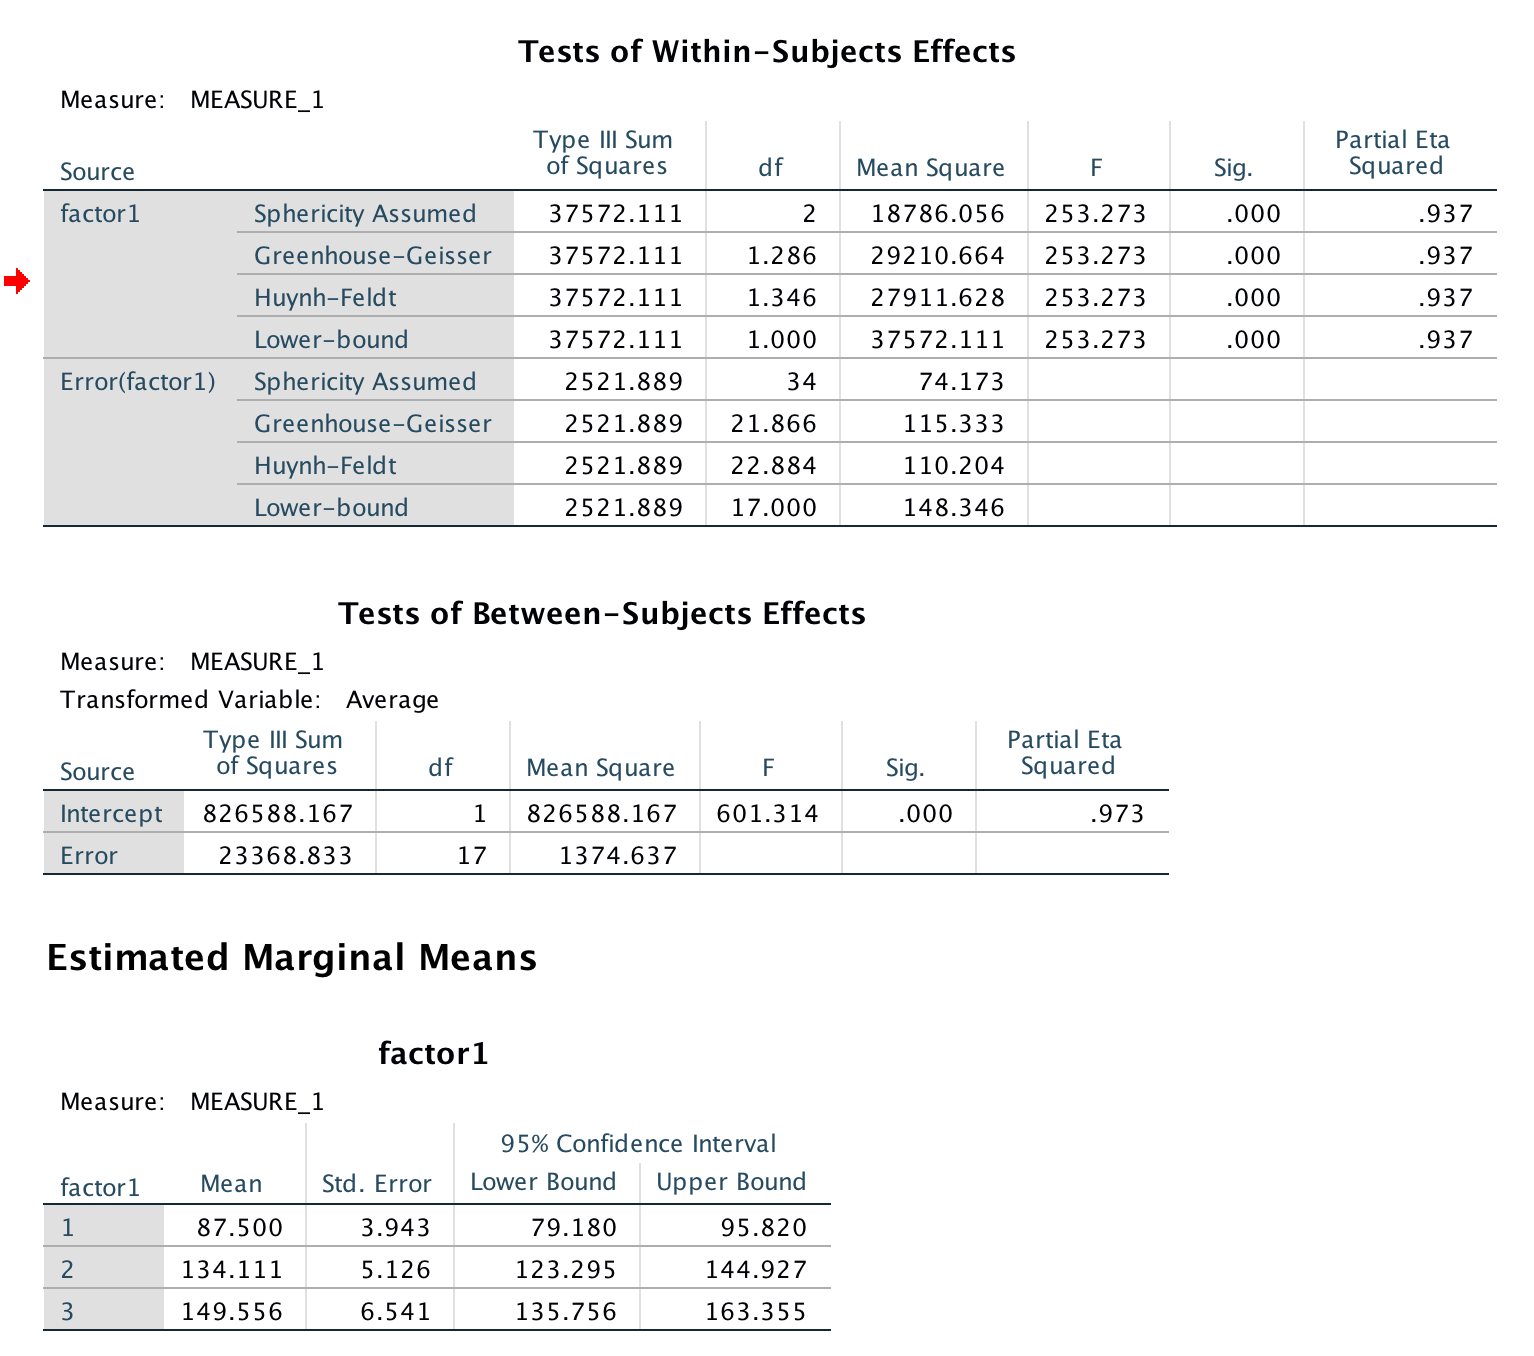 Tests of Within-Subjects Effects
Measure: MEASURE_1
Source Type III Sum of Squares df Mean Square F Sig. Partial Eta Squared
factor1 Sphericity Assumed 37572.111 2 18786.056 253.273 .000 .937
Greenhouse-Geisser 37572.111 1.286 29210.664 253.273 .000 .937
Huynh-Feldt 37572.111 1.346 27911.628 253.273 .000 .937
Lower-bound 37572.111 1.000 37572.111 253.273 .000 .937
Error(factor1) Sphericity Assumed 2521.889 34 74.173
Greenhouse-Geisser 2521.889 21.866 115.333
Huynh-Feldt 2521.889 22.884 110.204
Lower-bound 2521.889 17.000 148.346
Tests of Between-Subjects Effects
Measure: MEASURE_1
Transformed Variable: Average
Source Type III Sum of Squares df Mean Square F Sig. Partial Eta Squared
Intercept 826588.167 1 826588.167 601.314 .000 .973
Error 23368.833 17 1374.637
Estimated Marginal Means
factor1
Measure: MEASURE_1
95% Confidence Interval
factor1 Mean Std. Error Lower Bound Upper Bound
1 87.500 3.943 79.180 95.820
2 134.111 5.126 123.295 144.927
3 149.556 6.541 135.756 163.355